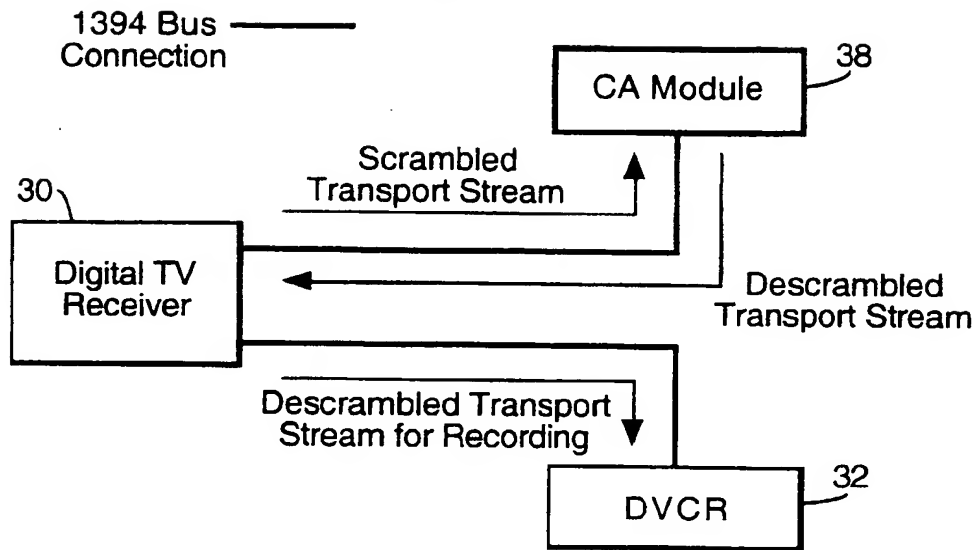 1394 Bus
Connection
38
CA Module
Scrambled
Transport Stream
30
Digital TV
Receiver
Descrambled
Transport Stream
Descrambled Transport
Stream for Recording
32
DVCR